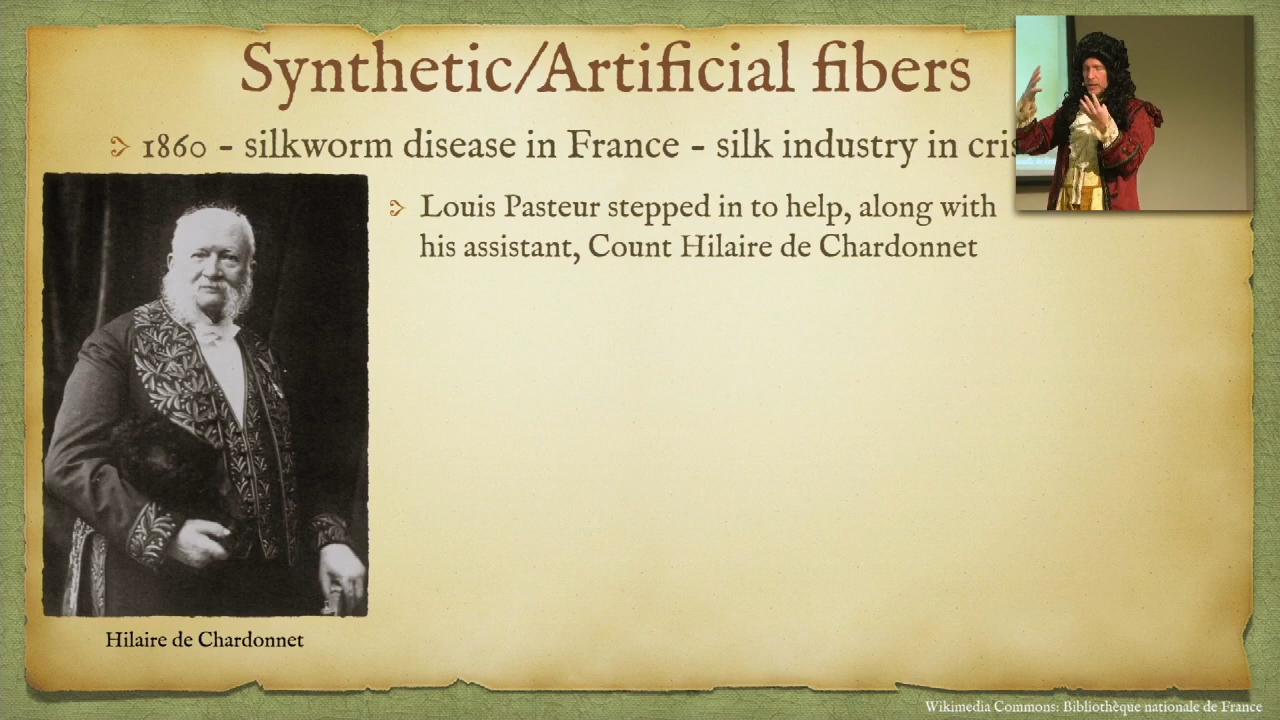 Synthetic/Artificial fibers
1860 - silkworm disease in France - silk industry in
Louis Pasteur stepped in to help, along with
his assistant, Count Hilaire de Chardonnet
Hilaire de Chardonnet
Wikimedia Commons: Bibliothèque nationale de France